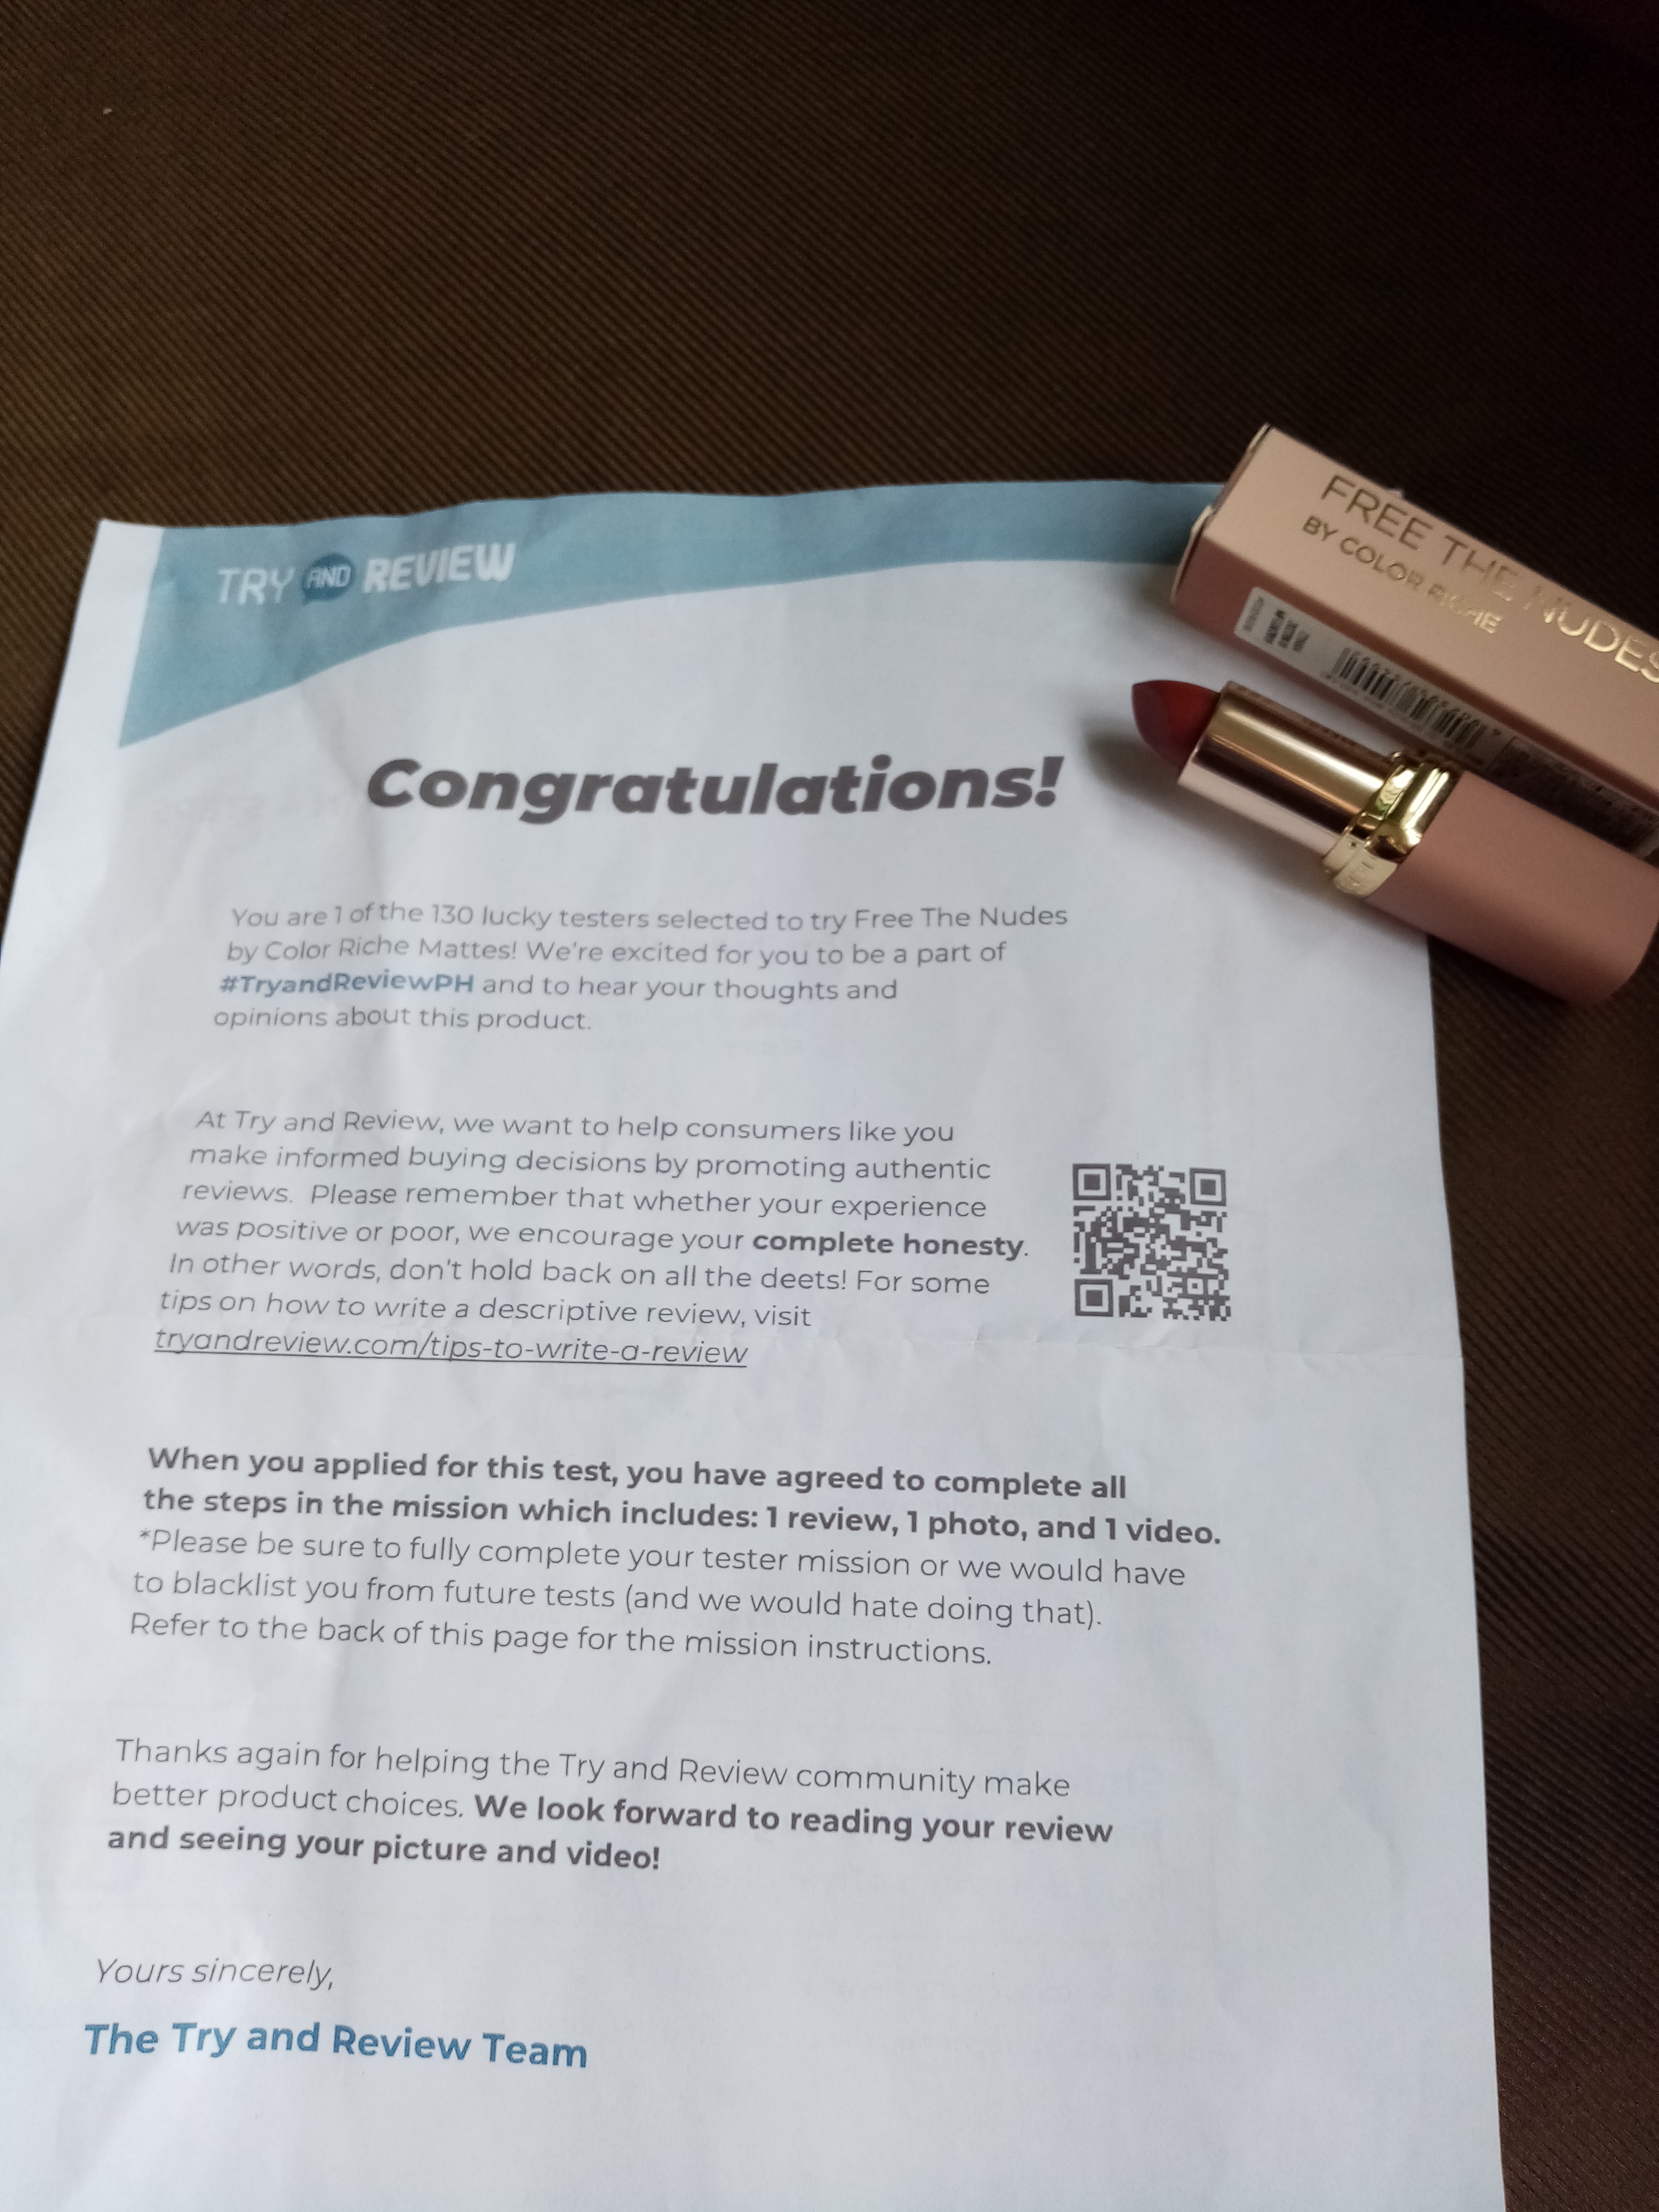 TRY AND REVIEW
FREE THE NUDES
BY COLOR RICHE
Congratulations!
You are 1 of the 130 lucky testers selected to try Free The Nudes
by Color Riche Mattes! We're excited for you to be a part of
#TryandReviewPH and to hear your thoughts and
opinions about this product.
At Try and Review, we want to help consumers like you
make informed buying decisions by promoting authentic
reviews. Please remember that whether your experience
was positive or poor, we encourage your complete honesty.
In other words, don't hold back on all the deets! For some
tips on how to write a descriptive review, visit
tryandreview.com/tips-to-write-a-review
When you applied for this test, you have agreed to complete all
the steps in the mission which includes: 1 review, 1 photo, and 1 video.
*Please be sure to fully complete your tester mission or we would have
to blacklist you from future tests (and we would hate doing that).
Refer to the back of this page for the mission instructions.
Thanks again for helping the Try and Review community make
better product choices. We look forward to reading your review
and seeing your picture and video!
Yours sincerely,
The Try and Review Team